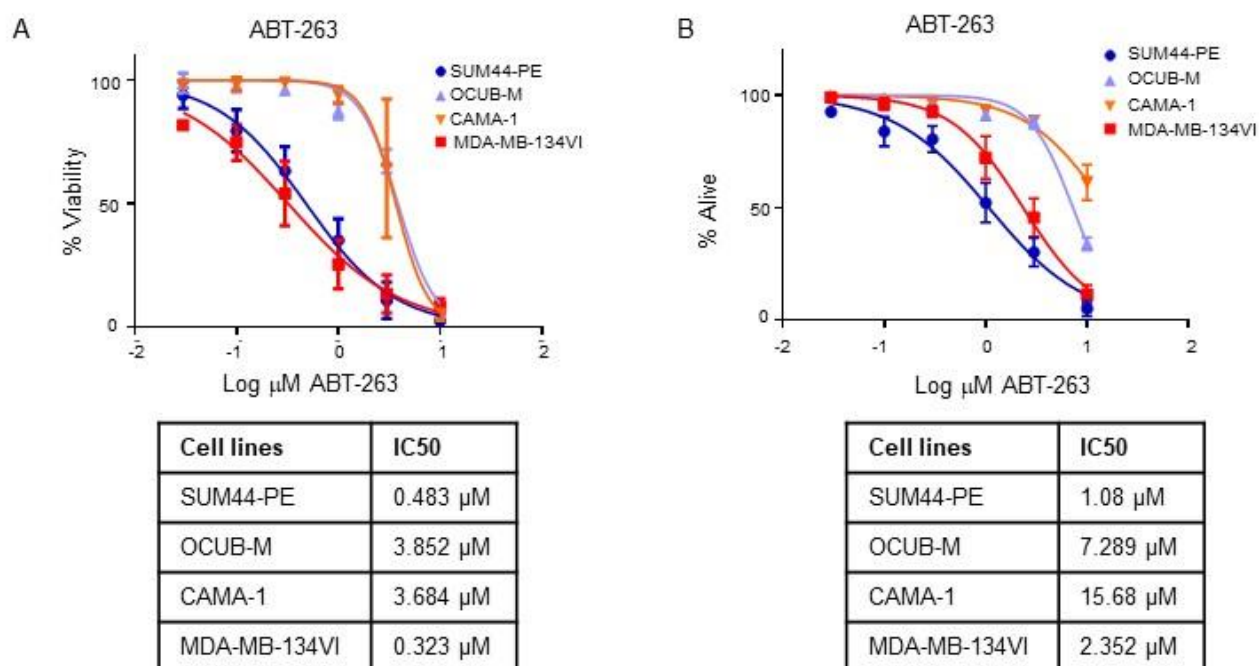 A
ABT-263
% Viability
100
50
0
-2
-1
0
1
2
Log µM ABT-263
SUM44-PE
OCUB-M
CAMA-1
MDA-MB-134VI
Cell lines IC50
SUM44-PE 0.483 µM
OCUB-M 3.852 µM
CAMA-1 3.684 µM
MDA-MB-134VI 0.323 µM
B
ABT-263
% Alive
100
50
0
-2
-1
0
1
2
Log µM ABT-263
SUM44-PE
OCUB-M
CAMA-1
MDA-MB-134VI
Cell lines IC50
SUM44-PE 1.08 µM
OCUB-M 7.289 µM
CAMA-1 15.68 µM
MDA-MB-134VI 2.352 µM